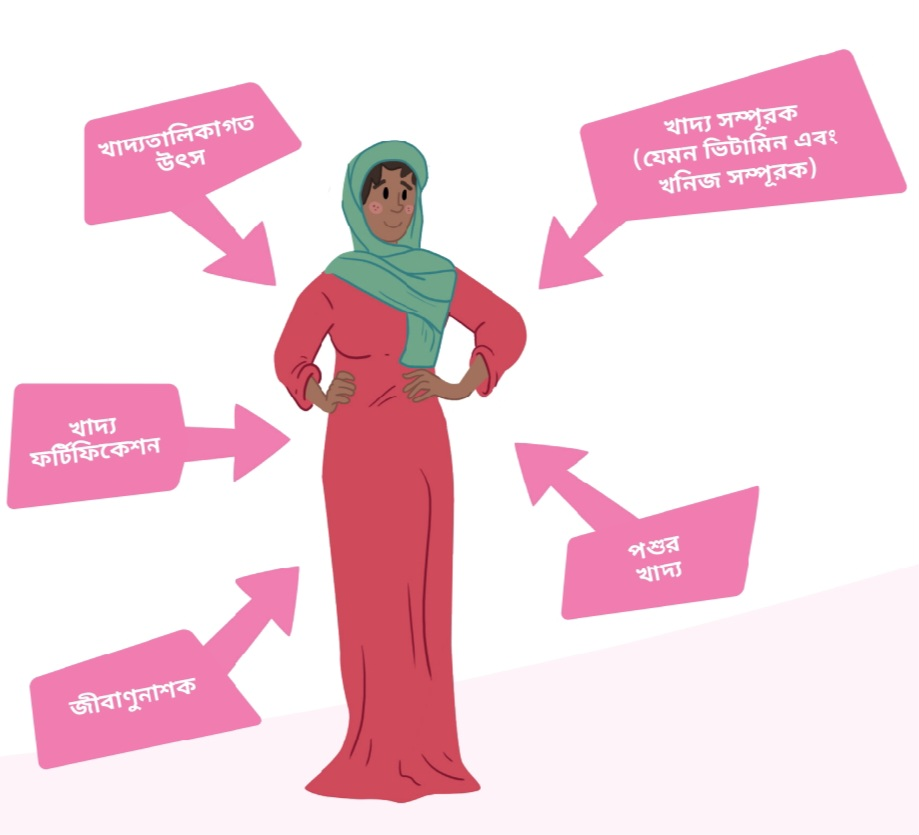 খাদ্যতালিকাগত
উৎস
খাদ্য সম্পূরক
(যেমন ভিটামিন এবং
খনিজ সম্পূরক)
খাদ্য
ফর্টিফিকেশন
পশুর
খাদ্য
জীবাণুনাশক